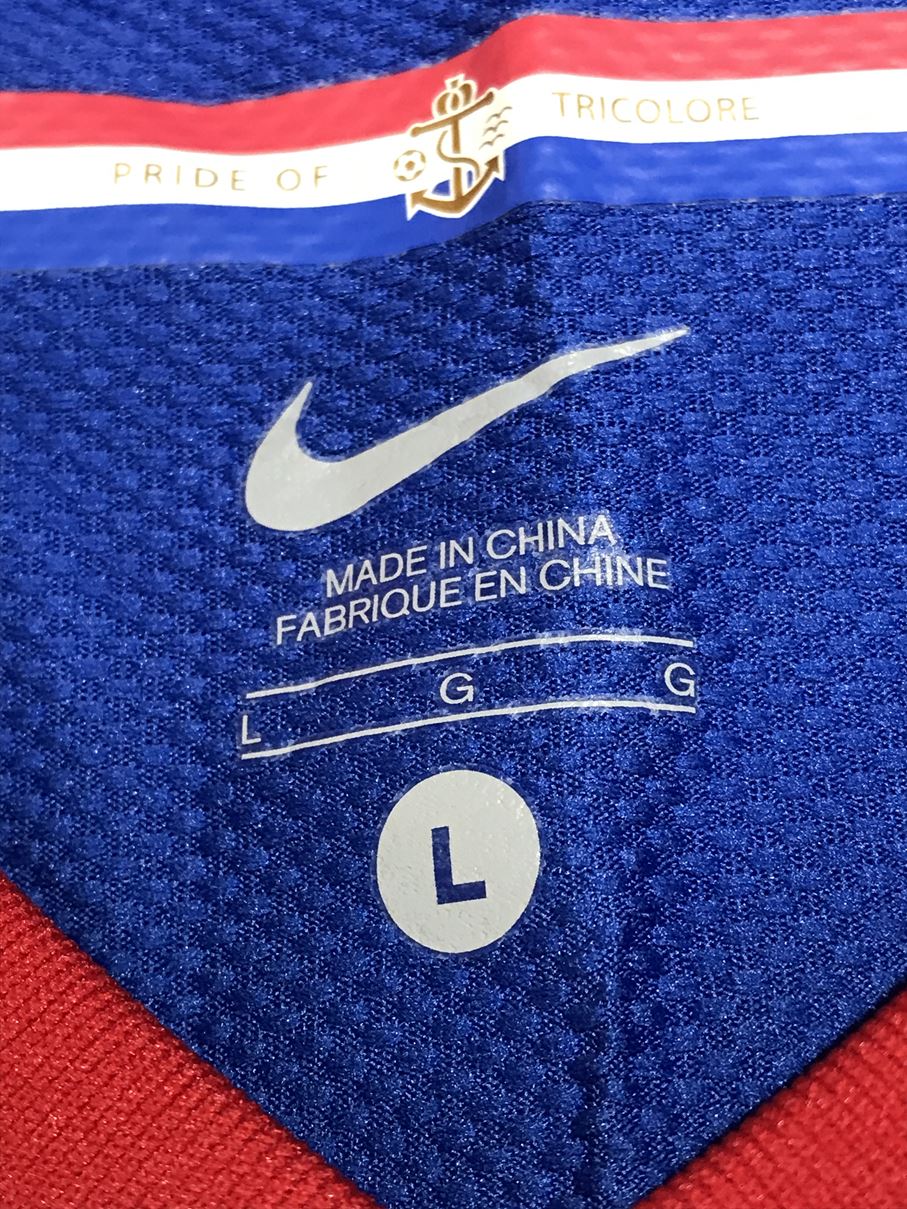 PRIDE OF TRICOLORE
MADE IN CHINA
FABRIQUE EN CHINE
L G G
L